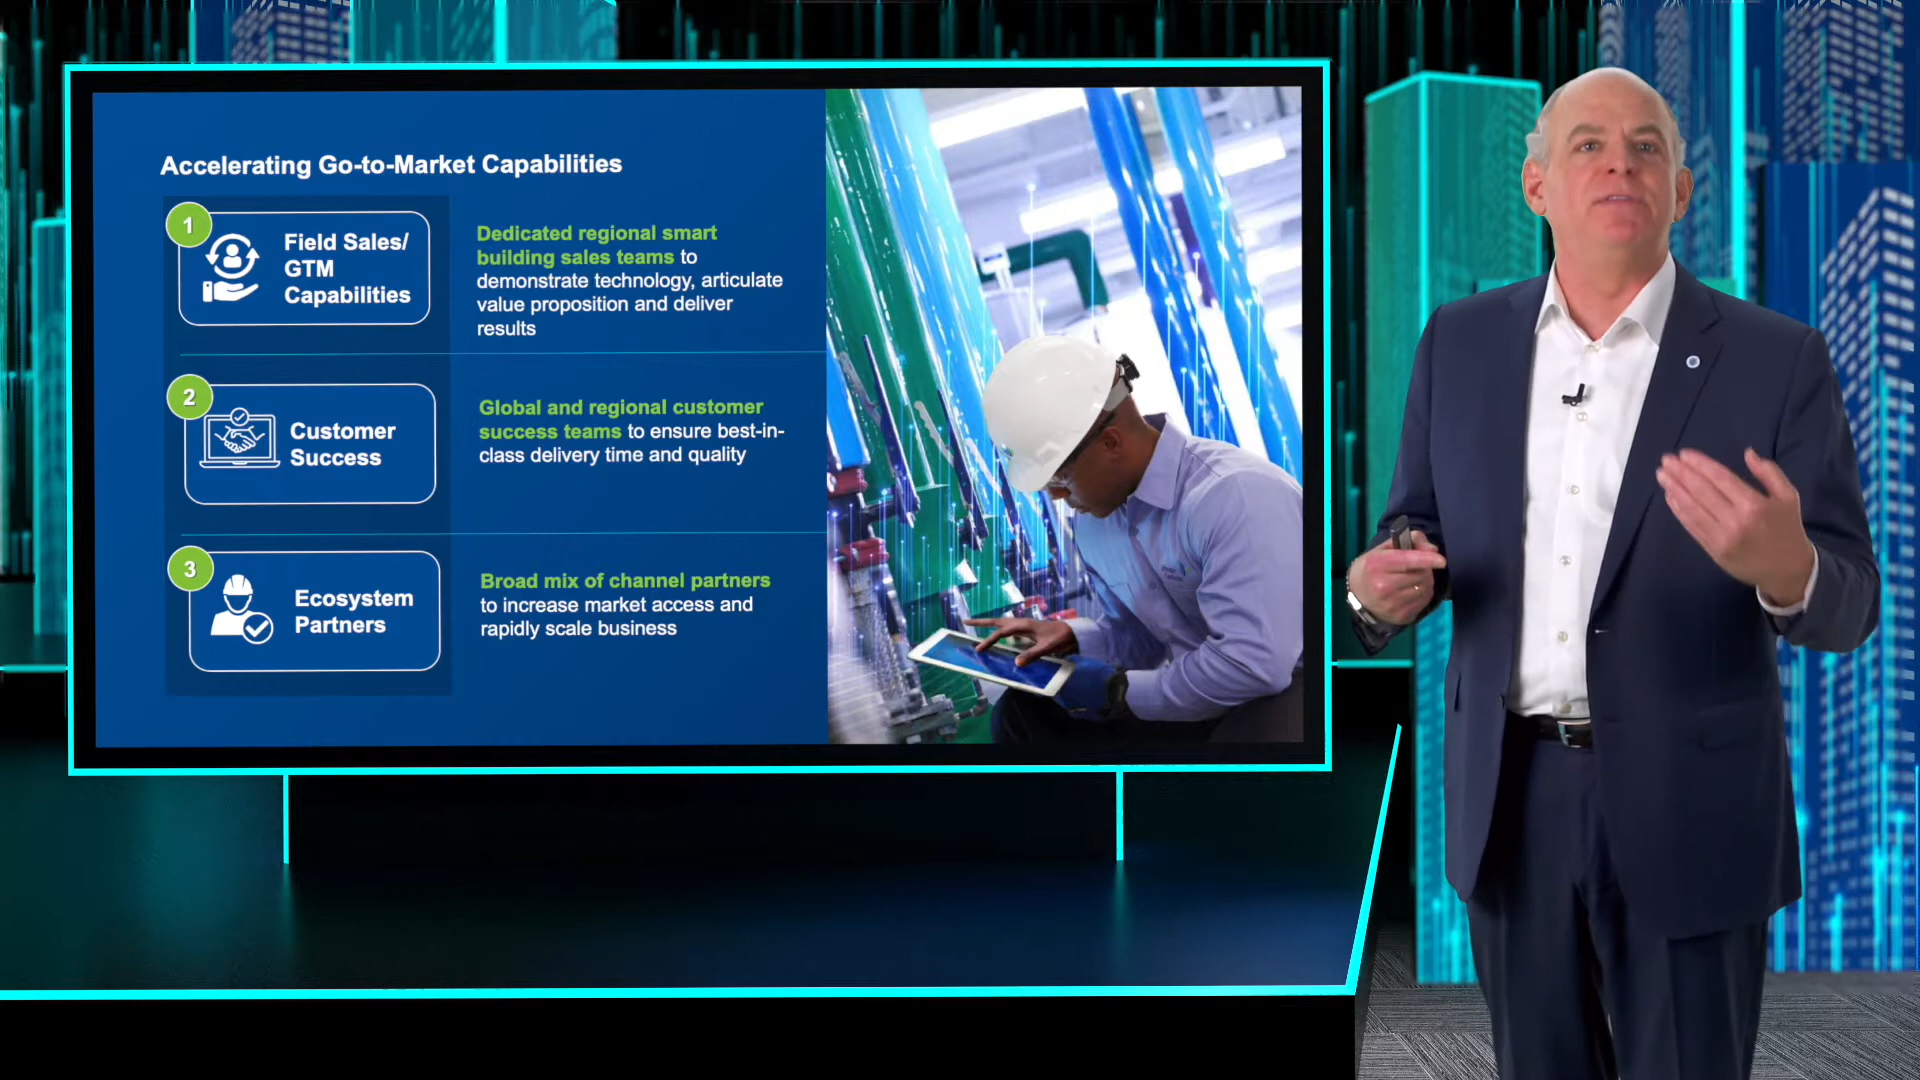 Accelerating Go-to-Market Capabilities
1
Field Sales/
GTM
Capabilities
Dedicated regional smart
building sales teams to
demonstrate technology, articulate
value proposition and deliver
results
2
Customer
Success
Global and regional customer
success teams to ensure best-in-
class delivery time and quality
3
Ecosystem
Partners
Broad mix of channel partners
to increase market access and
rapidly scale business